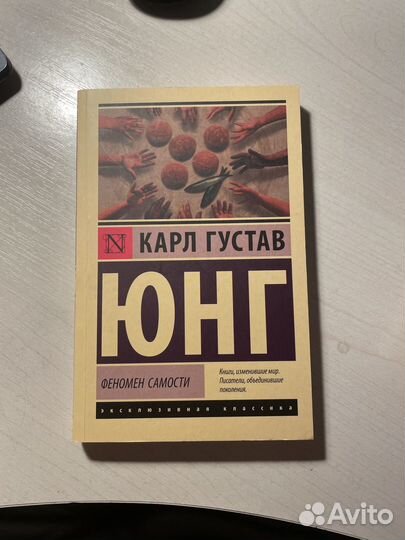 N
КАРЛ ГУСТАВ
ЮНГ
ФЕНОМЕН САМОСТИ
Книги, изменившие мир.
Писатели, объединившие
поколения.
эксклюзивная классика
Avito